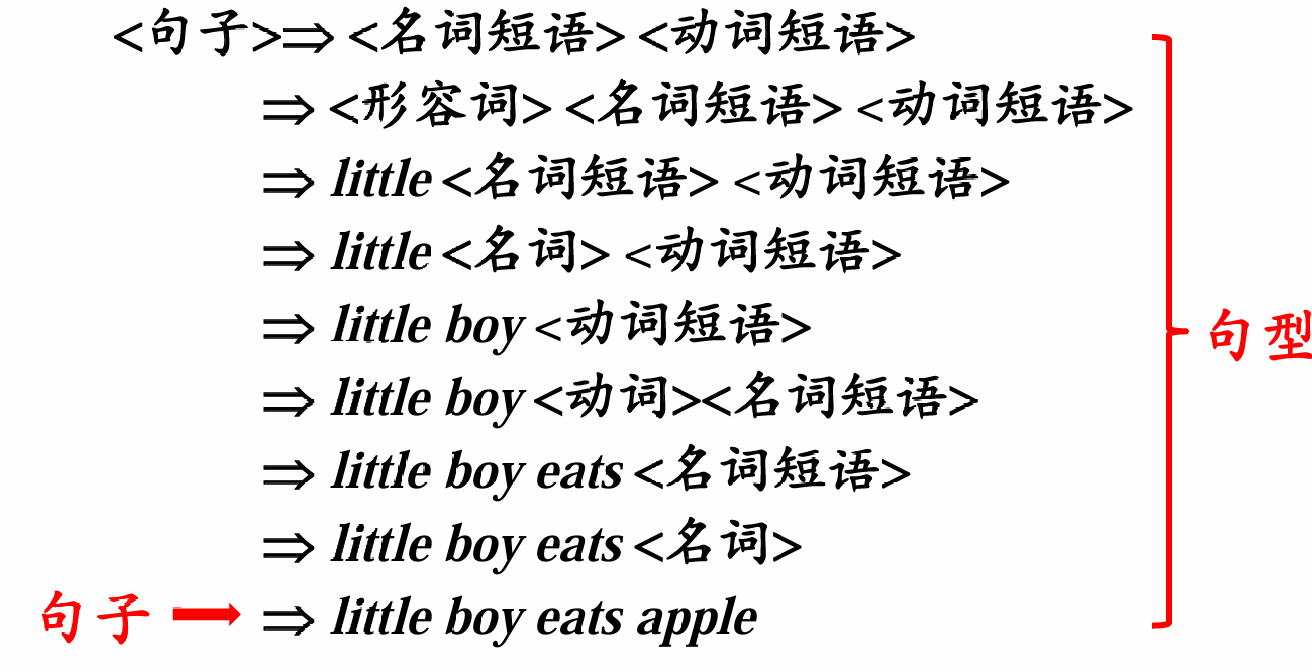 <句子>⇒<名词短语> <动词短语>
⇒<形容词> <名词短语> <动词短语>
⇒ little <名词短语> <动词短语>
⇒ little <名词> <动词短语>
⇒ little boy <动词短语>
句型
⇒ little boy <动词><名词短语>
⇒ little boy eats <名词短语>
⇒ little boy eats <名词>
句子 ⇒ little boy eats apple